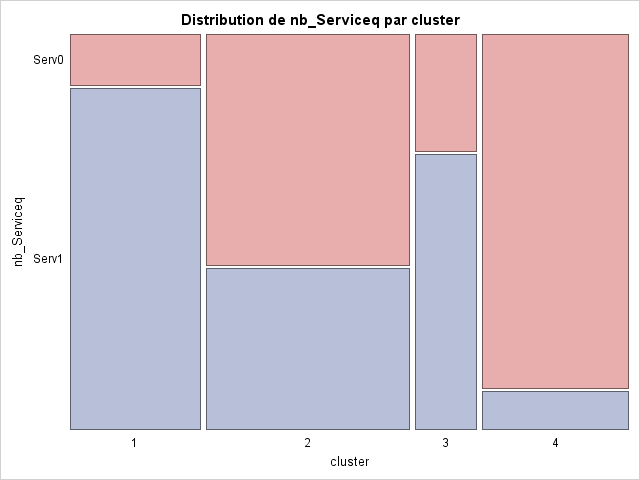 Distribution de nb_Serviceq par cluster
Serv0
Serv1
nb_Serviceq
1 2 3 4
cluster